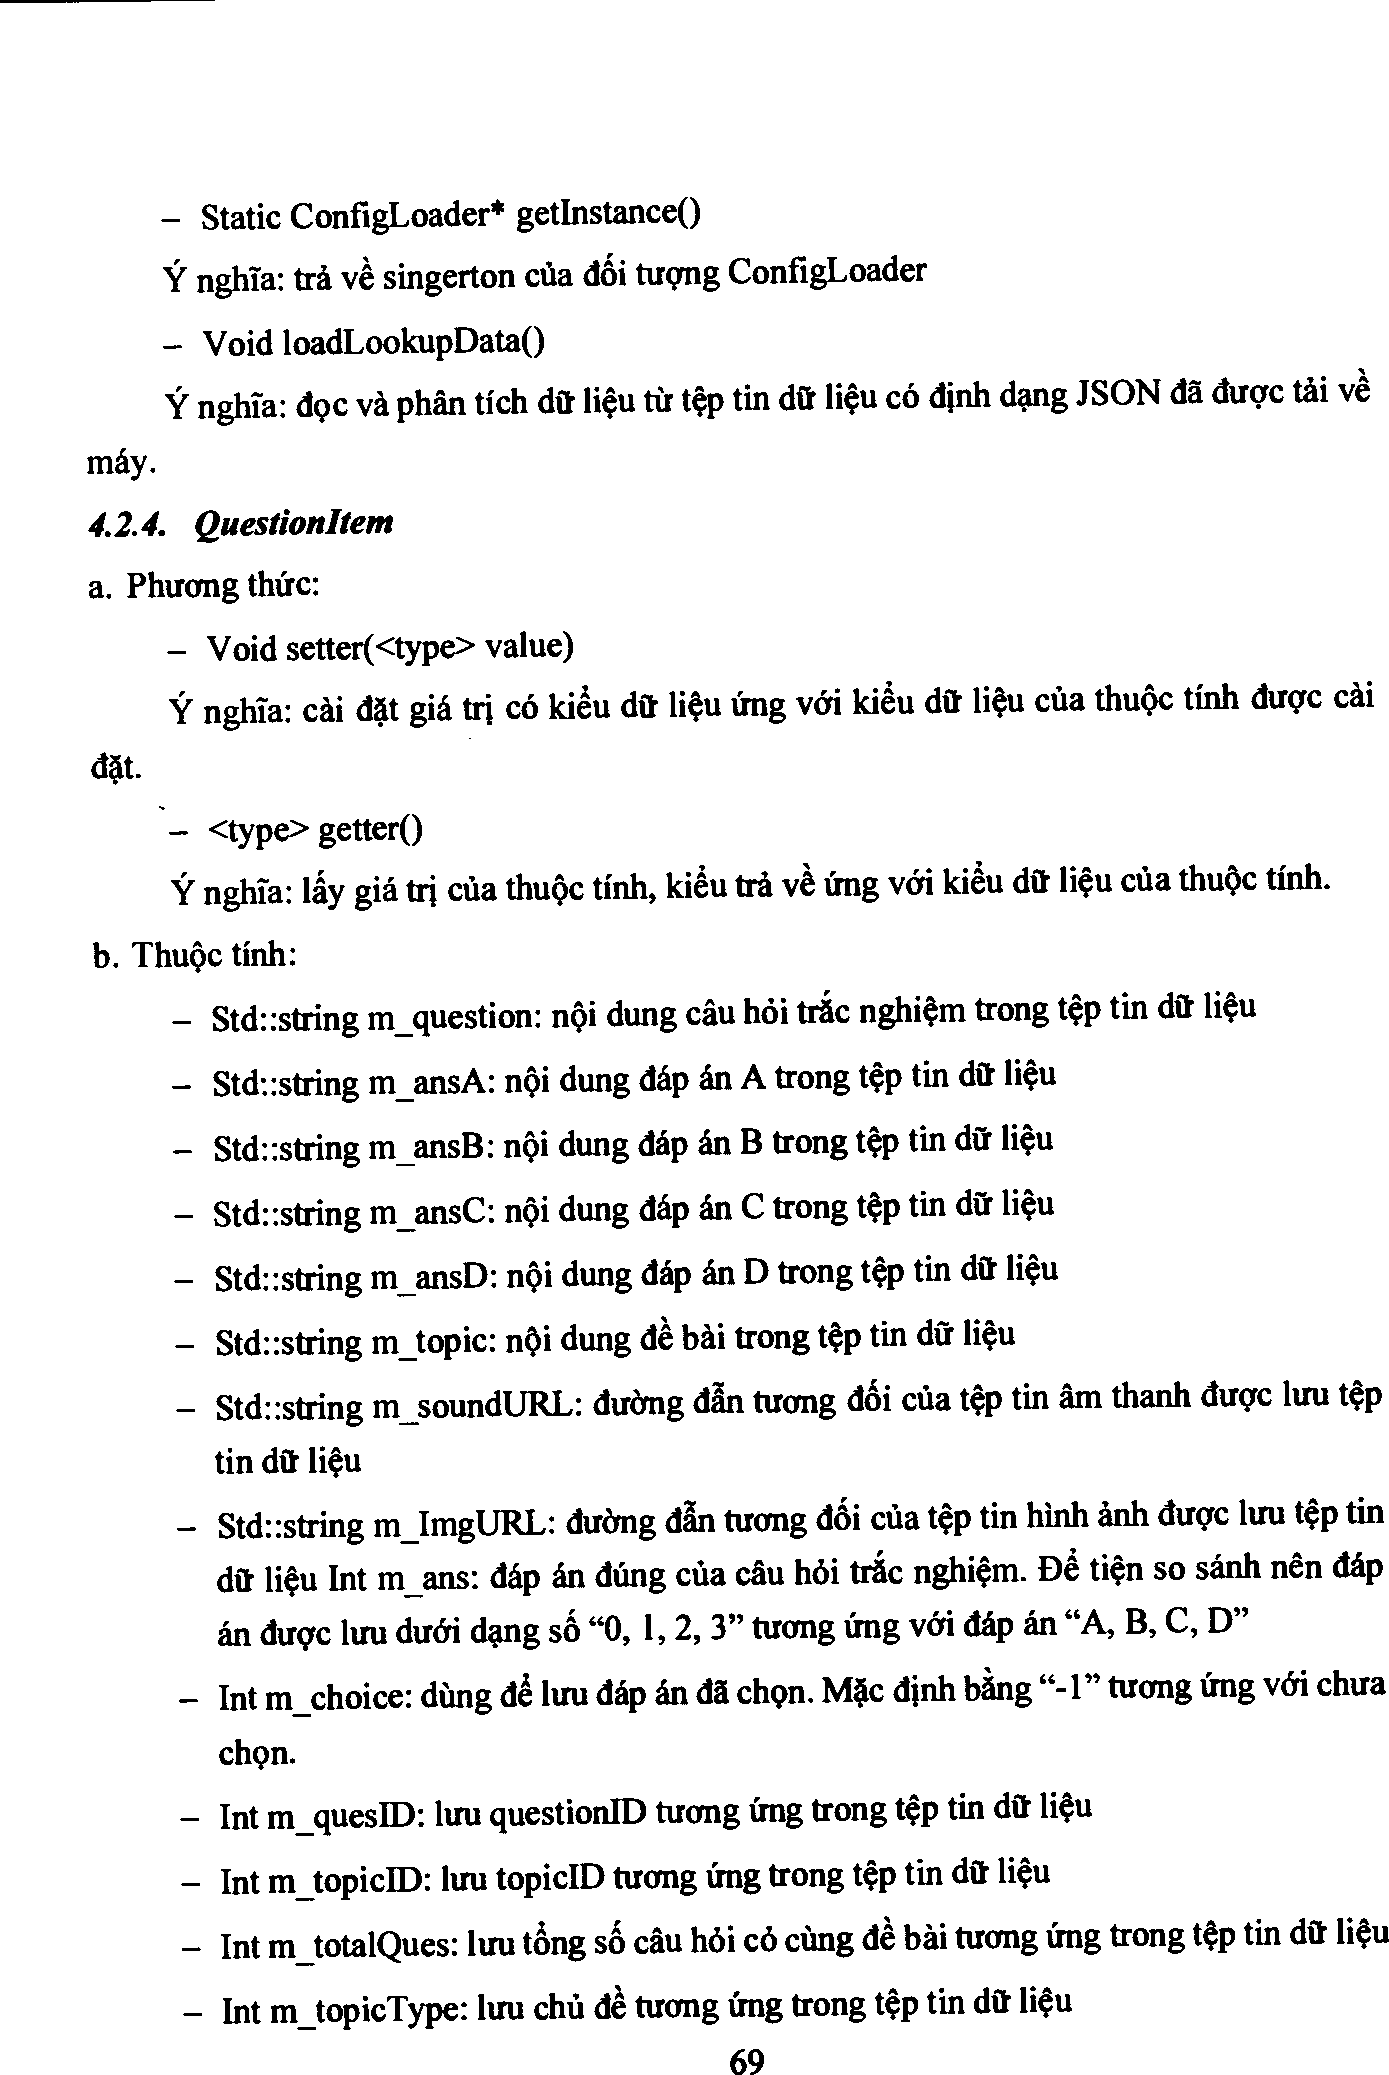 – Static ConfigLoader* getInstance()
Ý nghĩa: trả về singerton của đối tượng ConfigLoader
– Void loadLookupData()
Ý nghĩa: đọc và phân tích dữ liệu từ tệp tin dữ liệu có định dạng JSON đã được tải về
máy.
4.2.4. QuestionItem
a. Phương thức:
– Void setter(<type> value)
Ý nghĩa: cài đặt giá trị có kiểu dữ liệu ứng với kiểu dữ liệu của thuộc tính được cài
đặt.
– <type> getter()
Ý nghĩa: lấy giá trị của thuộc tính, kiểu trả về ứng với kiểu dữ liệu của thuộc tính.
b. Thuộc tính:
– Std::string m_question: nội dung câu hỏi trắc nghiệm trong tệp tin dữ liệu
– Std::string m_ansA: nội dung đáp án A trong tệp tin dữ liệu
– Std::string m_ansB: nội dung đáp án B trong tệp tin dữ liệu
– Std::string m_ansC: nội dung đáp án C trong tệp tin dữ liệu
– Std::string m_ansD: nội dung đáp án D trong tệp tin dữ liệu
– Std::string m_topic: nội dung đề bài trong tệp tin dữ liệu
– Std::string m_soundURL: đường đẫn tương đối của tệp tin âm thanh được lưu tệp
tin dữ liệu
– Std::string m_ImgURL: đường đẫn tương đối của tệp tin hình ảnh được lưu tệp tin
dữ liệu Int m_ans: đáp án đúng của câu hỏi trắc nghiệm. Để tiện so sánh nên đáp
án được lưu dưới dạng số “0, 1, 2, 3” tương ứng với đáp án “A, B, C, D”
– Int m_choice: dùng để lưu đáp án đã chọn. Mặc định bằng “-1” tương ứng với chưa
chọn.
– Int m_quesID: lưu questionID tương ứng trong tệp tin dữ liệu
– Int m_topicID: lưu topicID tương ứng trong tệp tin dữ liệu
– Int m_totalQues: lưu tổng số câu hỏi cỏ cùng đề bài tương ứng trong tệp tin dữ liệu
– Int m_topicType: lưu chủ đề tương ứng trong tệp tin dữ liệu
69